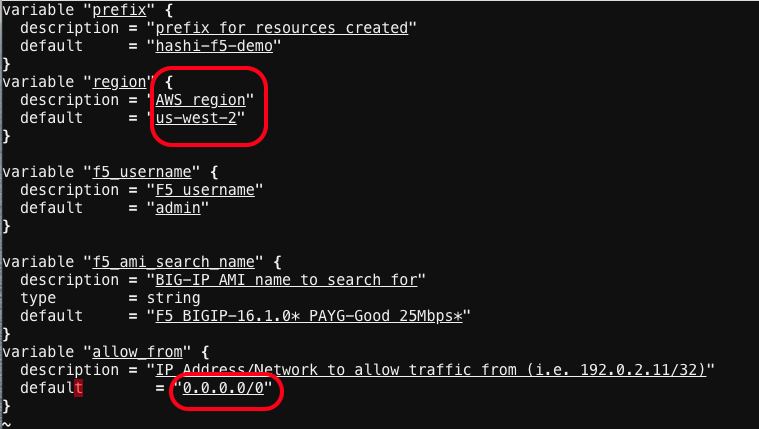 variable "prefix" {
  description = "prefix for resources created"
  default     = "hashi-f5-demo"
}
variable "region" {
  description = "AWS region"
  default     = "us-west-2"
}

variable "f5_username" {
  description = "F5 username"
  default     = "admin"
}

variable "f5_ami_search_name" {
  description = "BIG-IP AMI name to search for"
  type        = string
  default     = "F5 BIGIP-16.1.0* PAYG-Good 25Mbps*"
}
variable "allow_from" {
  description = "IP Address/Network to allow traffic from (i.e. 192.0.2.11/32)"
  default        = "0.0.0.0/0"
}
~